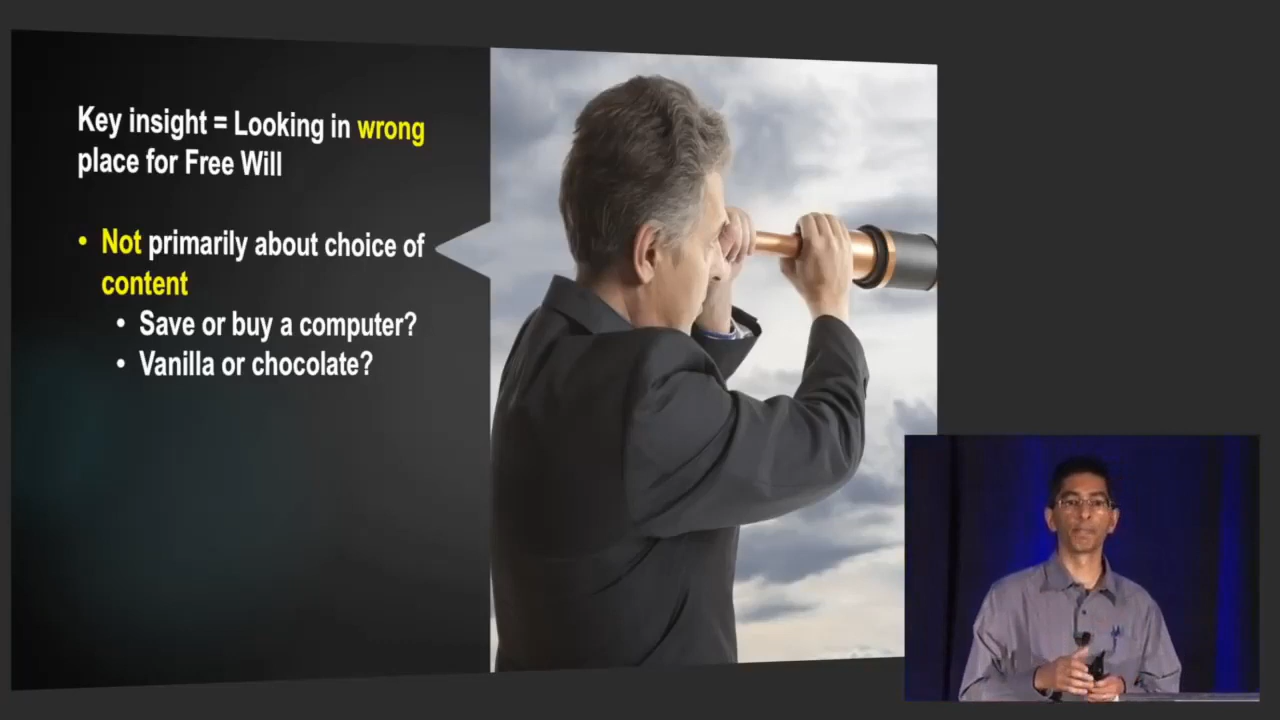 Key insight = Looking in wrong
place for Free Will
• Not primarily about choice of
content
• Save or buy a computer?
• Vanilla or chocolate?